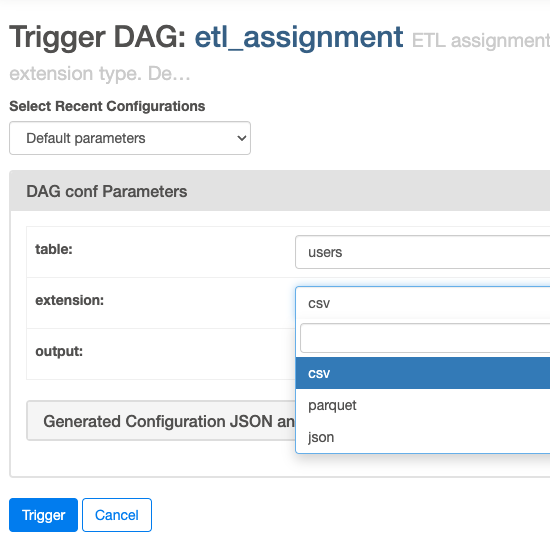 Trigger DAG: etl_assignment ETL assignment
extension type. De…
Select Recent Configurations
Default parameters
DAG conf Parameters
table:
users
extension:
csv
output:
csv
parquet
json
Generated Configuration JSON an
Trigger
Cancel